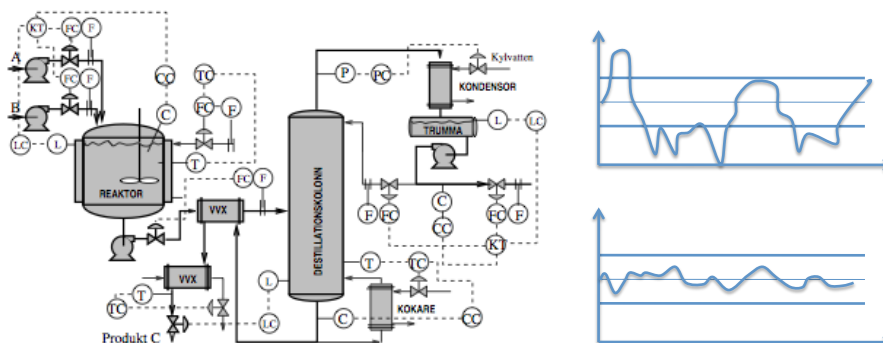 KT FC F
A
CC TC P PC Kylvatten
FC F KONDENSOR
B C FC F TRUMMA L LC
LC L
T
REAKTOR FC F
VVX F FC C FC F
DESTILLATIONSKOLONN
CC KT
VVX T TC
T L
TC KOKARE
LC C CC
Produkt C